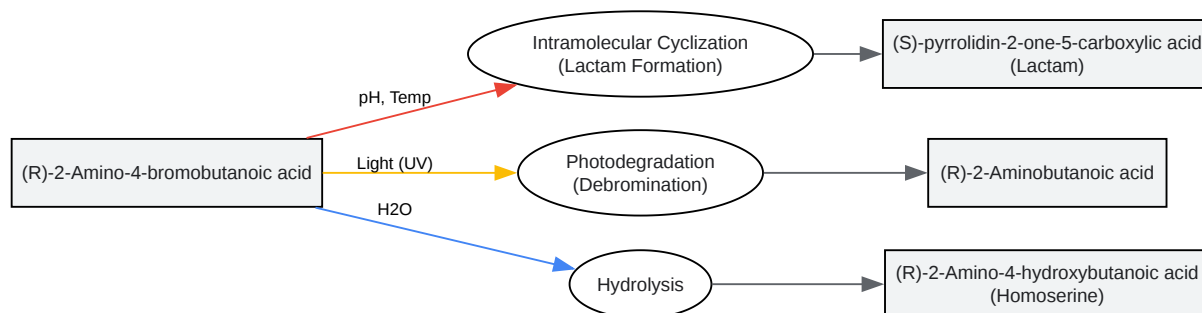 Intramolecular Cyclization
(Lactam Formation)
(S)-pyrrolidin-2-one-5-carboxylic acid
(Lactam)
pH, Temp
(R)-2-Amino-4-bromobutanoic acid
Light (UV)
Photodegradation
(Debromination)
(R)-2-Aminobutanoic acid
H2O
Hydrolysis
(R)-2-Amino-4-hydroxybutanoic acid
(Homoserine)